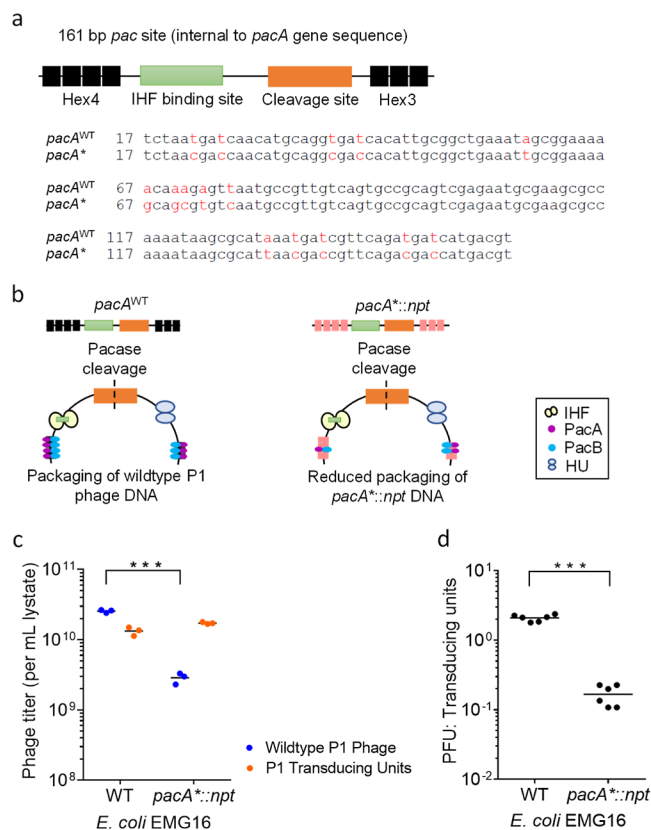 a
161 bp pac site (internal to pacA gene sequence)
Hex4 IHF binding site Cleavage site Hex3
pacAWT 17 tctaatgatcaacatgcaggtgatcacattgcggctgaaatagcggaaaa
pacA* 17 tctaacgaccaacatgcaggcgaccacattgcggctgaaattgcggaaaa
pacAWT 67 acaaagagttaatgccgttgtcagtgccgcagtcgagaatgcgaagcgcc
pacA* 67 gcagcgtgtcaatgccgttgtcagtgccgcagtcgagaatgcgaagcgcc
pacAWT 117 aaaataagcgcataaatgatcgttcagatgatcatgacgt
pacA* 117 aaaataagcgcattaacgaccgttcagacgaccatgacgt
b
pacAWT
Pacase
cleavage
Packaging of wildtype P1
phage DNA
pacA*::npt
Pacase
cleavage
Reduced packaging of
pacA*::npt DNA
IHF
PacA
PacB
HU
c
Phage titer (per mL lysate)
10^11
10^10
10^9
10^8
* * *
WT pacA*::npt
E. coli EMG16
Wildtype P1 Phage
P1 Transducing Units
d
PFU: Transducing units
10^1
10^0
10^-1
10^-2
* * *
WT pacA*::npt
E. coli EMG16